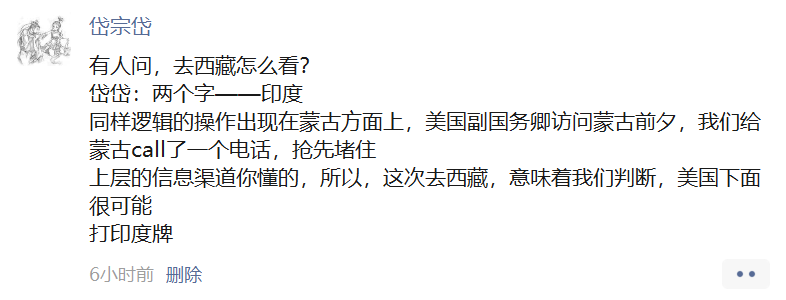 岱宗岱
有人问，去西藏怎么看？
岱岱：两个字——印度
同样逻辑的操作出现在蒙古方面上，美国副国务卿访问蒙古前夕，我们给
蒙古call了一个电话，抢先堵住
上层的信息渠道你懂的，所以，这次去西藏，意味着我们判断，美国下面
很可能
打印度牌
6小时前 删除